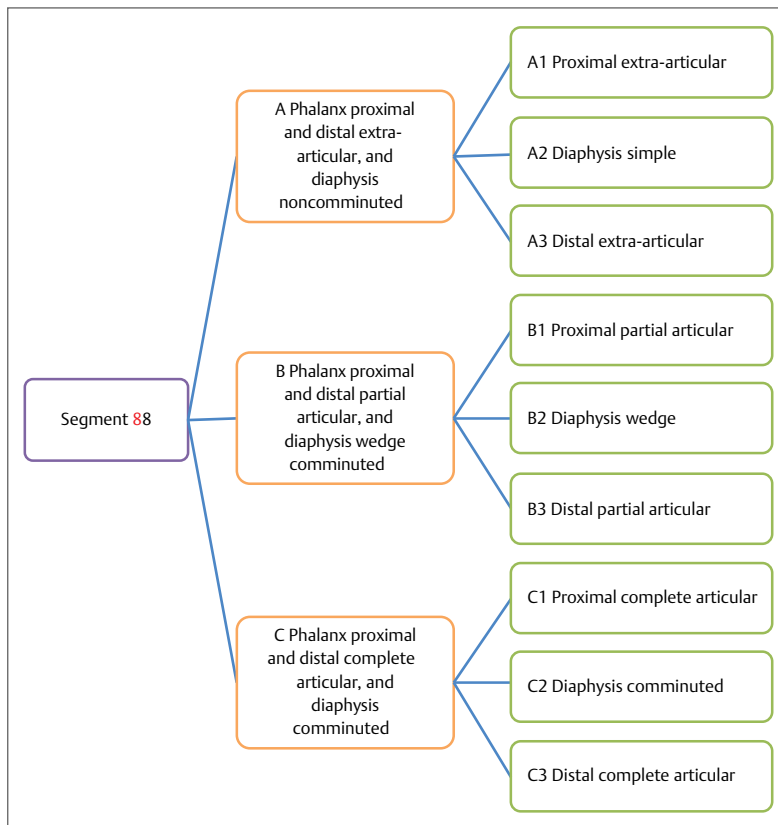 Segment 88
A Phalanx proximal
and distal extra-
articular, and
diaphysis
noncomminuted
A1 Proximal extra-articular
A2 Diaphysis simple
A3 Distal extra-articular
B Phalanx proximal
and distal partial
articular, and
diaphysis wedge
comminuted
B1 Proximal partial articular
B2 Diaphysis wedge
B3 Distal partial articular
C Phalanx proximal
and distal complete
articular, and
diaphysis
comminuted
C1 Proximal complete articular
C2 Diaphysis comminuted
C3 Distal complete articular